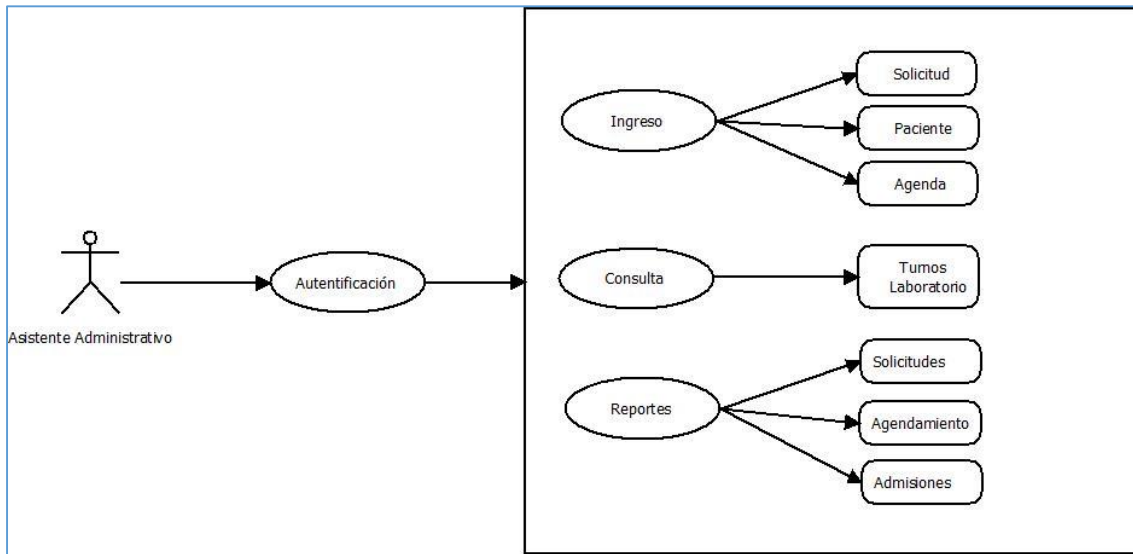 Solicitud
Ingreso
Paciente
Agenda
Autentificación
Consulta
Turnos
Laboratorio
Asistente Administrativo
Solicitudes
Reportes
Agendamiento
Admisiones